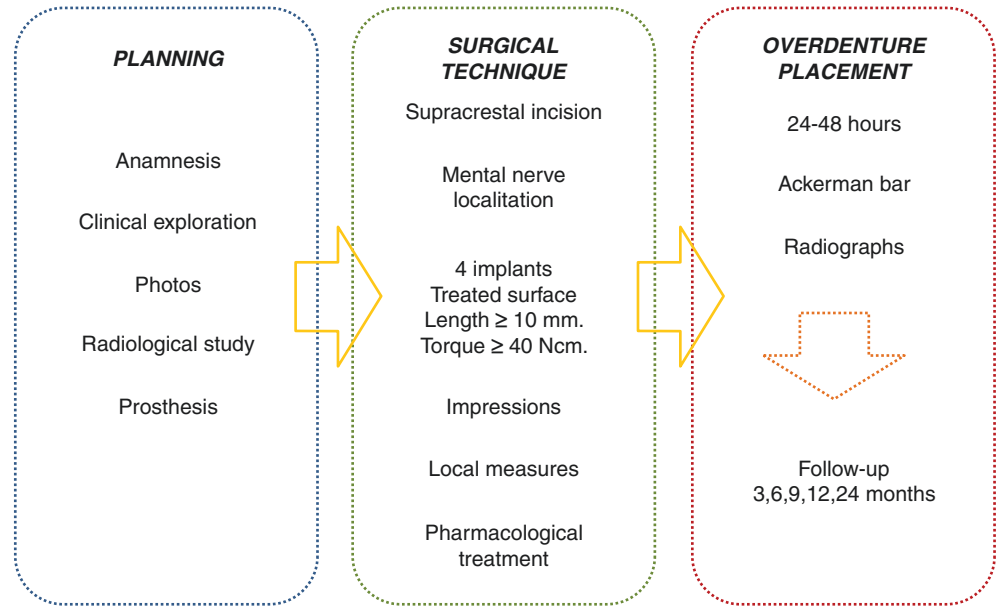 PLANNING
Anamnesis
Clinical exploration
Photos
Radiological study
Prosthesis
SURGICAL
TECHNIQUE
Supracrestal incision
Mental nerve
localitation
4 implants
Treated surface
Length ≥ 10 mm.
Torque ≥ 40 Ncm.
Impressions
Local measures
Pharmacological
treatment
OVERDENTURE
PLACEMENT
24-48 hours
Ackerman bar
Radiographs
Follow-up
3,6,9,12,24 months